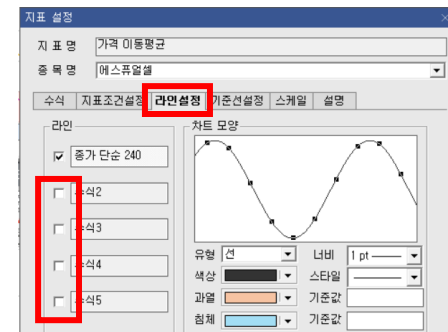 지표 설정
지 표 명 가격 이동평균
종 목 명 에스퓨얼셀
수식 지표조건설정 라인설정 기준선설정 스케일 설명
라인 차트 모양
종가 단순 240
수식2
수식3
수식4
수식5
유형 선 너비 1 pt
색상 스타일
과열 기준값
침체 기준값